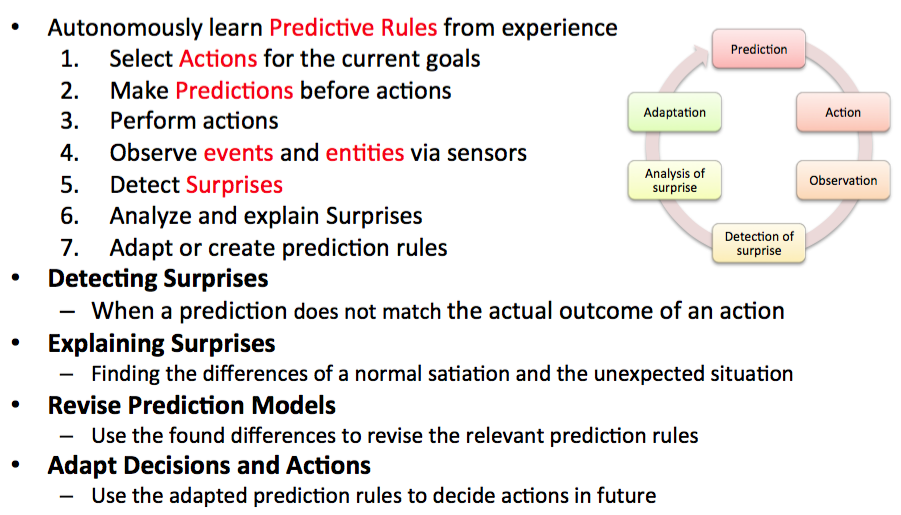 • Autonomously learn Predictive Rules from experience
1. Select Actions for the current goals
2. Make Predictions before actions
3. Perform actions
4. Observe events and entities via sensors
5. Detect Surprises
6. Analyze and explain Surprises
7. Adapt or create prediction rules
• Detecting Surprises
– When a prediction does not match the actual outcome of an action
• Explaining Surprises
– Finding the differences of a normal satiation and the unexpected situation
• Revise Prediction Models
– Use the found differences to revise the relevant prediction rules
• Adapt Decisions and Actions
– Use the adapted prediction rules to decide actions in future
Prediction
Action
Observation
Detection of
surprise
Analysis of
surprise
Adaptation